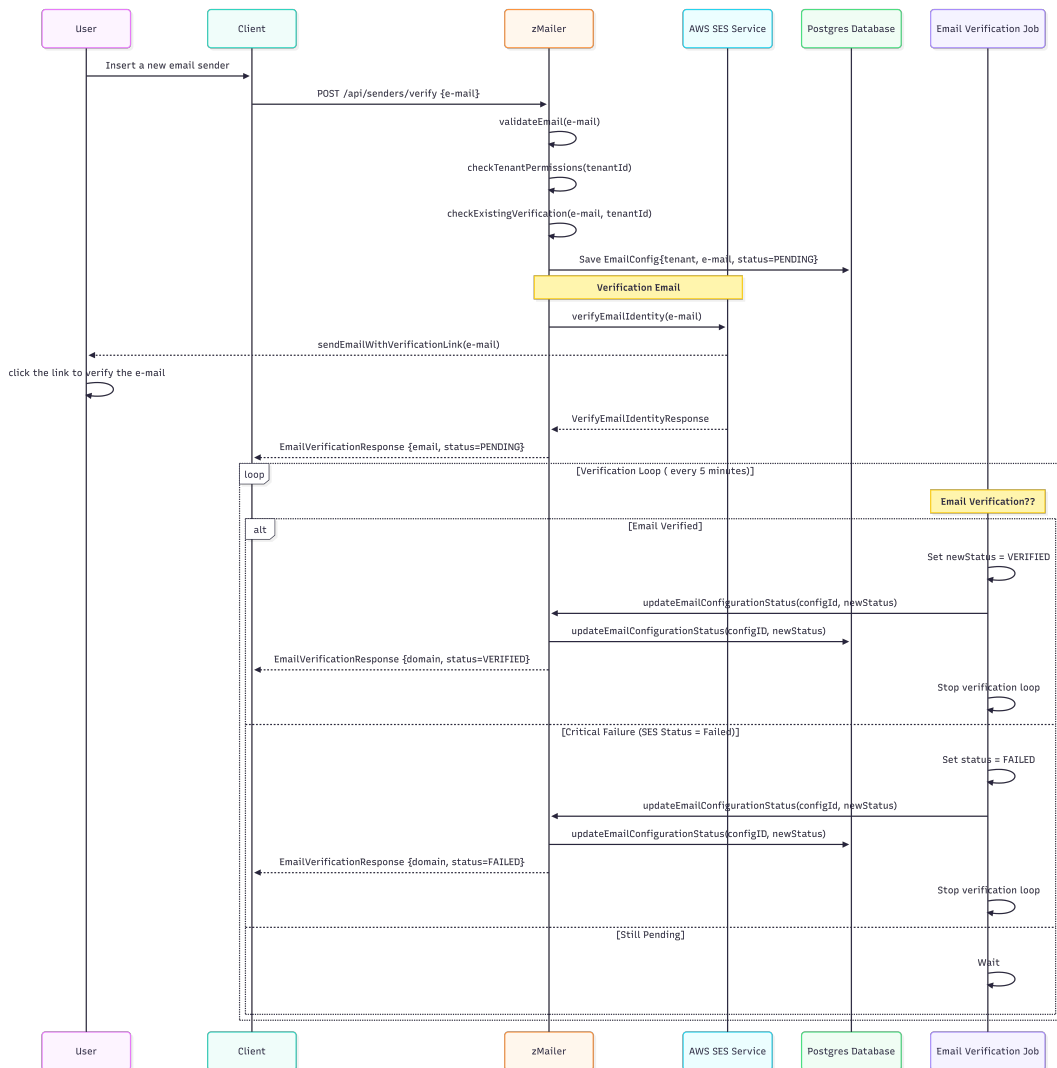 User
Client
zMailer
AWS SES Service
Postgres Database
Email Verification Job
Insert a new email sender
POST /api/senders/verify {e-mail}
validateEmail(e-mail)
checkTenantPermissions(tenantId)
checkExistingVerification(e-mail, tenantId)
Save EmailConfig{tenant, e-mail, status=PENDING}
Verification Email
verifyEmailIdentity(e-mail)
sendEmailWithVerificationLink(e-mail)
click the link to verify the e-mail
VerifyEmailIdentityResponse
EmailVerificationResponse {email, status=PENDING}
loop
[Verification Loop ( every 5 minutes)]
Email Verification??
alt
[Email Verified]
Set newStatus = VERIFIED
updateEmailConfigurationStatus(configId, newStatus)
updateEmailConfigurationStatus(configID, newStatus)
EmailVerificationResponse {domain, status=VERIFIED}
Stop verification loop
[Critical Failure (SES Status = Failed)]
Set status = FAILED
updateEmailConfigurationStatus(configId, newStatus)
updateEmailConfigurationStatus(configID, newStatus)
EmailVerificationResponse {domain, status=FAILED}
Stop verification loop
[Still Pending]
Wait
User
Client
zMailer
AWS SES Service
Postgres Database
Email Verification Job